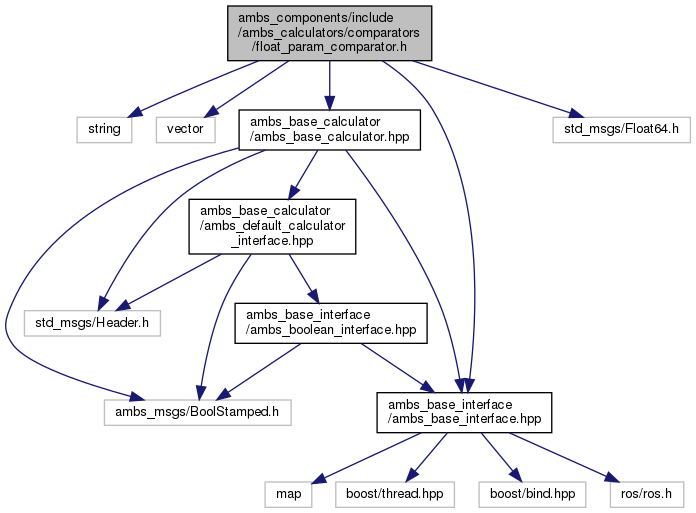 ambs_components/include
/ambs_calculators/comparators
/float_param_comparator.h
string
vector
ambs_base_calculator
/ambs_base_calculator.hpp
std_msgs/Float64.h
ambs_base_calculator
/ambs_default_calculator
_interface.hpp
std_msgs/Header.h
ambs_base_interface
/ambs_boolean_interface.hpp
ambs_msgs/BoolStamped.h
ambs_base_interface
/ambs_base_interface.hpp
map
boost/thread.hpp
boost/bind.hpp
ros/ros.h